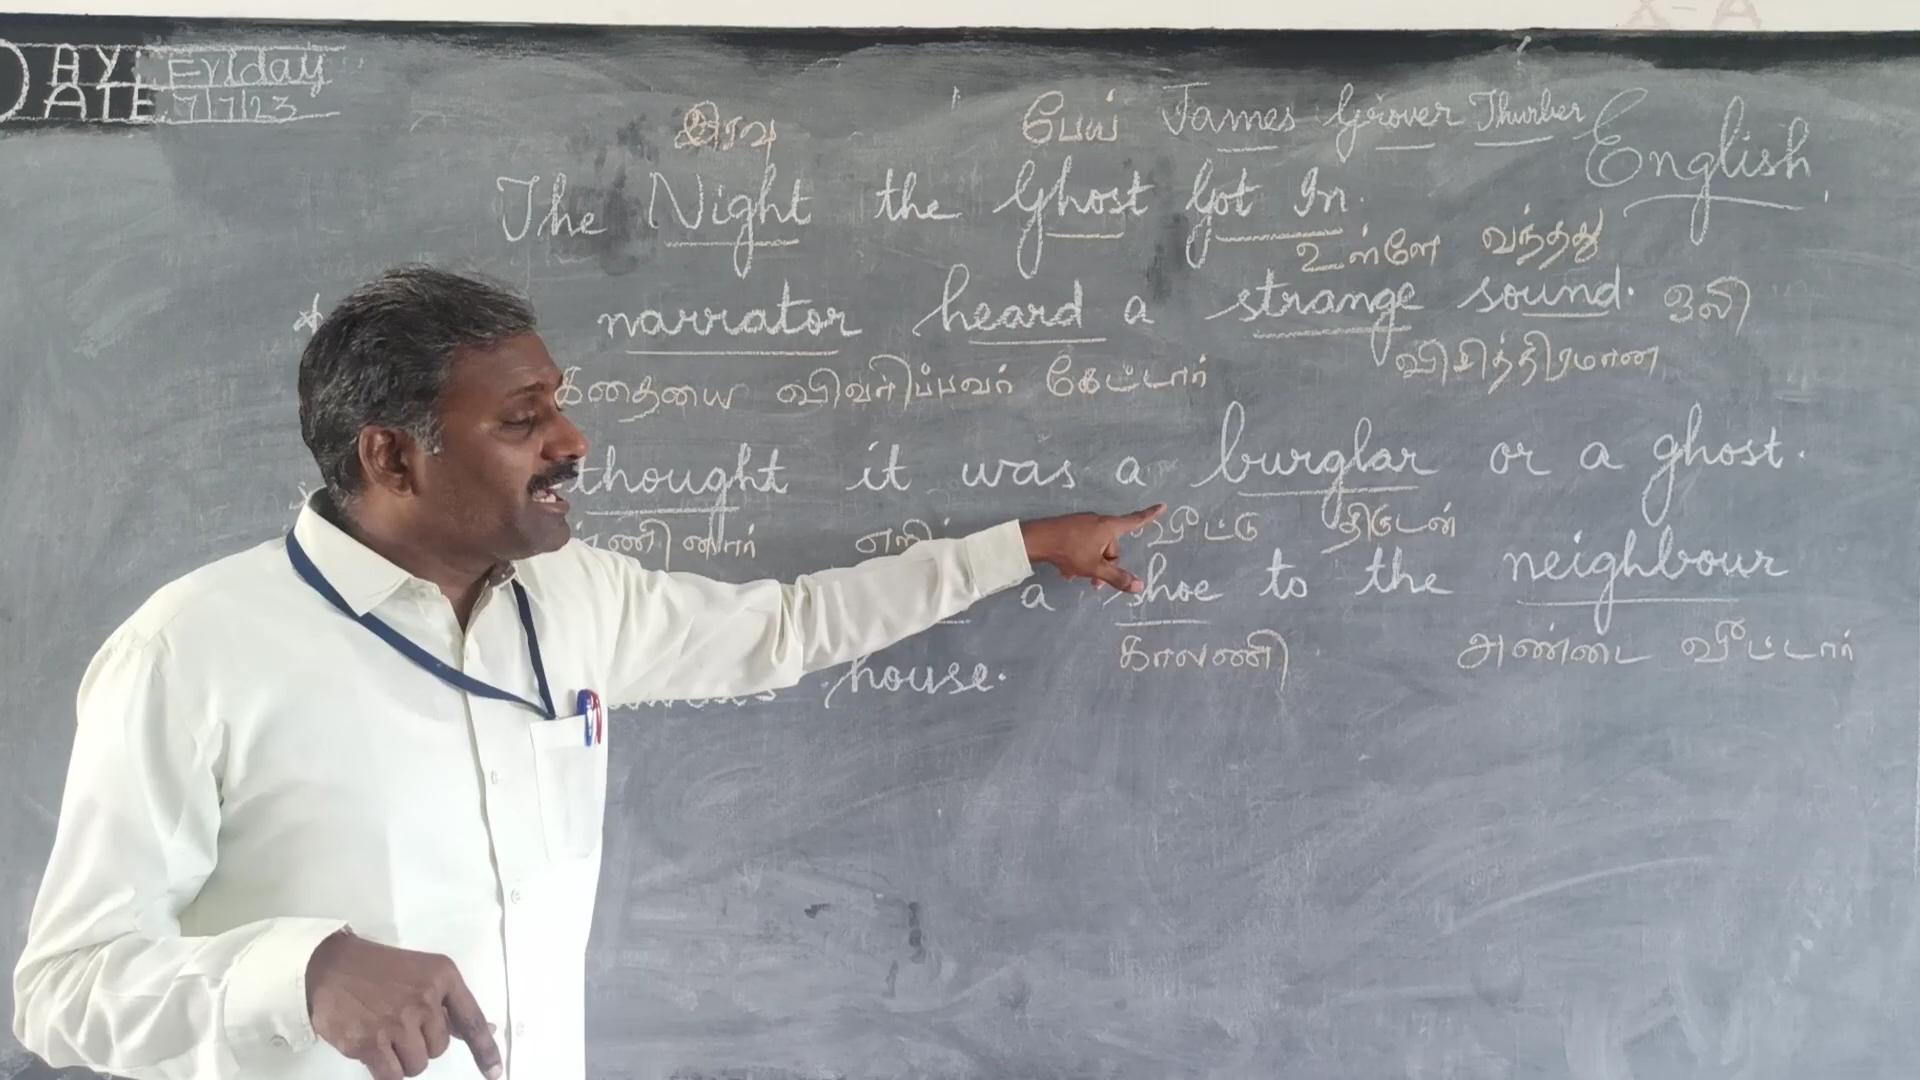 DAY: Friday
DATE: 7/7/23
இரவு பேய் James Grover Thurber English
The Night the Ghost Got In.
உள்ளே வந்தது
narrator heard a strange sound. ஒலி
கதையை விவரிப்பவர் கேட்டார் விசித்திரமான
thought it was a burglar or a ghost.
வீட்டு திருடன்
a shoe to the neighbour
காலணி அண்டை வீட்டார்
house.